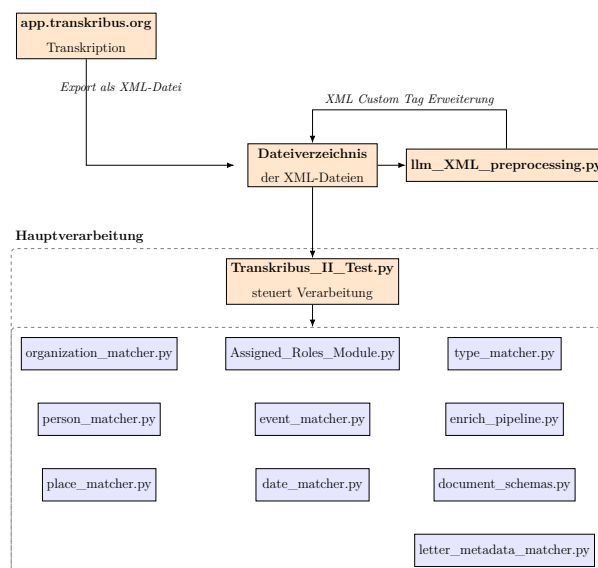 app.transkribus.org
Transkription
Export als XML-Datei
XML Custom Tag Erweiterung
Dateiverzeichnis
der XML-Dateien
llm_XML_preprocessing.py
Hauptverarbeitung
Transkribus_II_Test.py
steuert Verarbeitung
organization_matcher.py
Assigned_Roles_Module.py
type_matcher.py
person_matcher.py
event_matcher.py
enrich_pipeline.py
place_matcher.py
date_matcher.py
document_schemas.py
letter_metadata_matcher.py